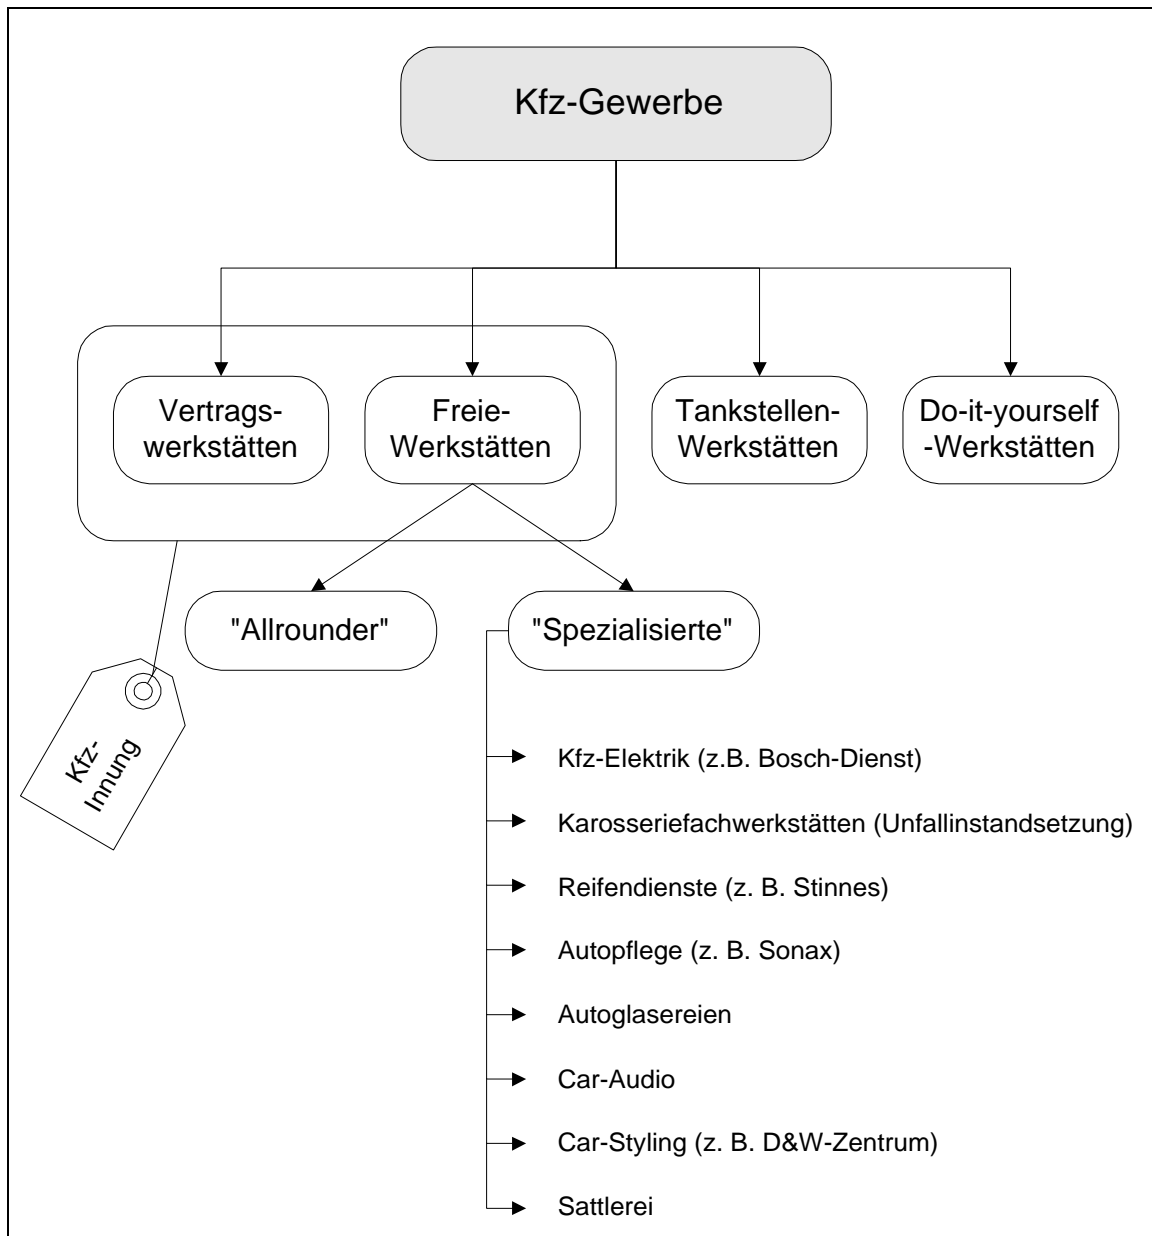 Kfz-Gewerbe
Vertrags-
werkstätten
Freie-
Werkstätten
Tankstellen-
Werkstätten
Do-it-yourself
-Werkstätten
"Allrounder"
"Spezialisierte"
Kfz-
Innung
Kfz-Elektrik (z.B. Bosch-Dienst)
Karosseriefachwerkstätten (Unfallinstandsetzung)
Reifendienste (z. B. Stinnes)
Autopflege (z. B. Sonax)
Autoglasereien
Car-Audio
Car-Styling (z. B. D&W-Zentrum)
Sattlerei